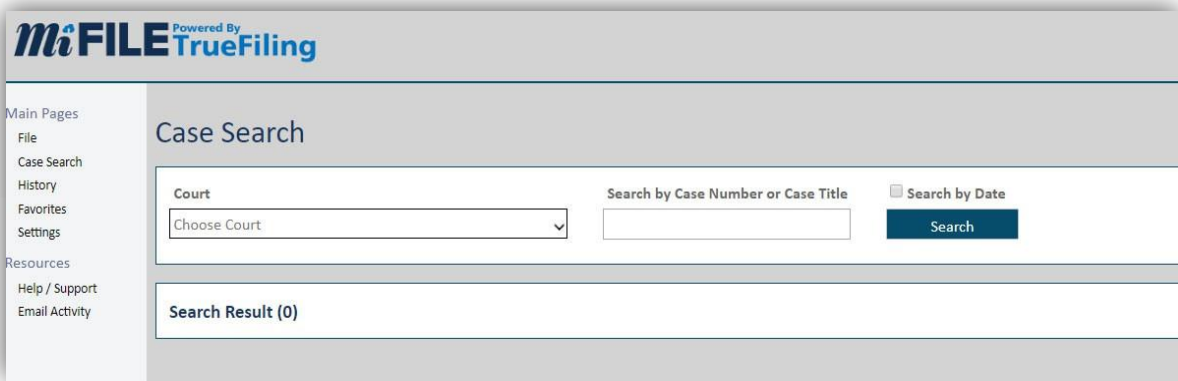 MiFILE Powered By TrueFiling
Main Pages
File
Case Search
History
Favorites
Settings
Resources
Help / Support
Email Activity
Case Search
Court
Choose Court
Search by Case Number or Case Title
Search by Date
Search
Search Result (0)